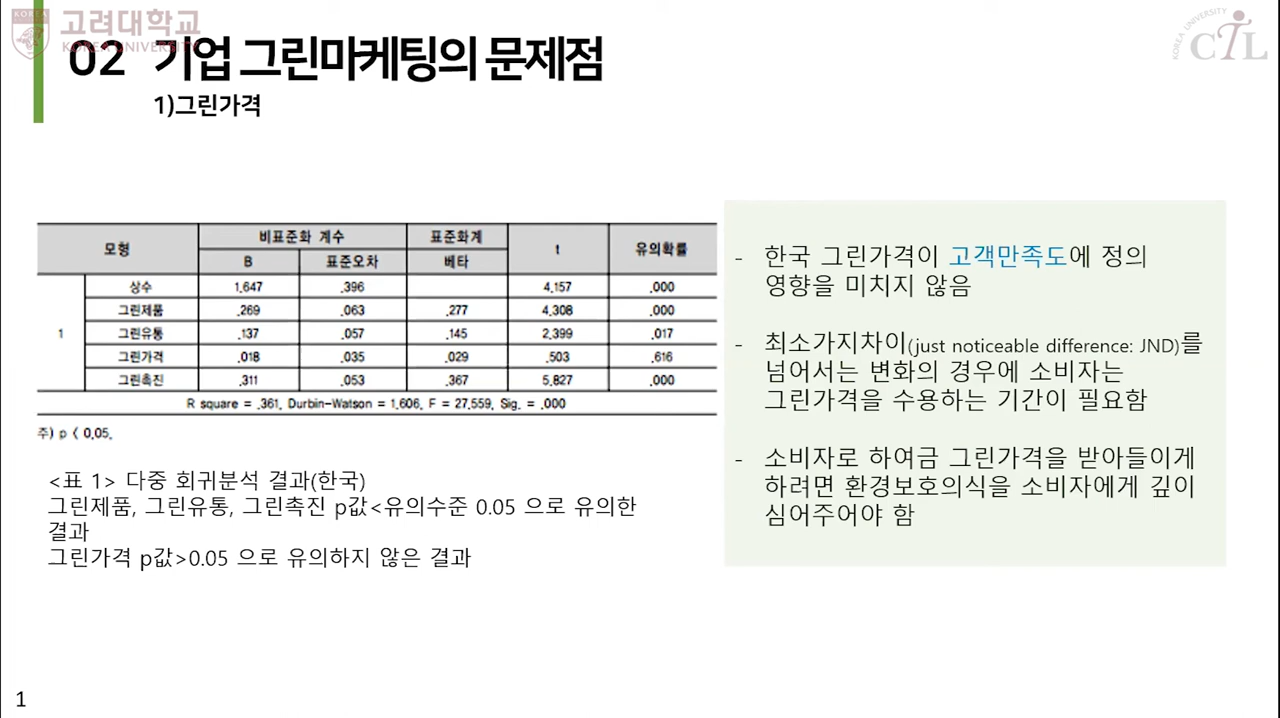 고려대학교
KOREA UNIVERSITY
KOREA UNIVERSITY
CTL
02 기업 그린마케팅의 문제점
1)그린가격
모형 비표준화 계수 표준화계 t 유의확률
B 표준오차 베타
1 상수 1.647 .396 4.157 .000
그린제품 .269 .063 .277 4.308 .000
그린유통 .137 .057 .145 2.399 .017
그린가격 .018 .035 .029 .503 .616
그린촉진 .311 .053 .367 5.827 .000
R square = .361, Durbin-Watson = 1.606, F = 27.559, Sig. = .000
주) p < 0.05.
<표 1> 다중 회귀분석 결과(한국)
그린제품, 그린유통, 그린촉진 p값<유의수준 0.05 으로 유의한
결과
그린가격 p값>0.05 으로 유의하지 않은 결과
- 한국 그린가격이 고객만족도에 정의
영향을 미치지 않음
- 최소가지차이(just noticeable difference: JND)를
넘어서는 변화의 경우에 소비자는
그린가격을 수용하는 기간이 필요함
- 소비자로 하여금 그린가격을 받아들이게
하려면 환경보호의식을 소비자에게 깊이
심어주어야 함
1